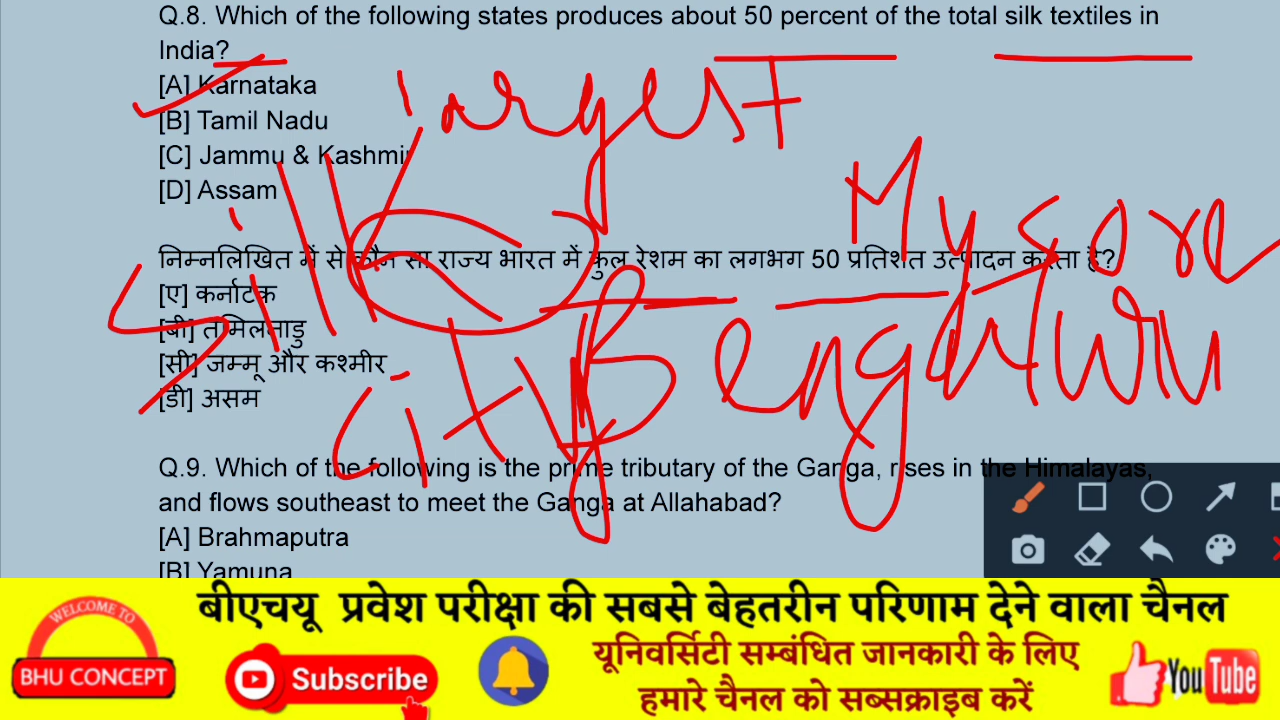 Q.8. Which of the following states produces about 50 percent of the total silk textiles in
India?
[A] Karnataka
[B] Tamil Nadu
[C] Jammu & Kashmir
[D] Assam
largest
Mysore
निम्नलिखित में से कौन सा राज्य भारत में कुल रेशम का लगभग 50 प्रतिशत उत्पादन करता है?
[ए] कर्नाटक
[बी] तमिलनाडु
[सी] जम्मू और कश्मीर
[डी] असम
Silk
city
Bengaluru
Q.9. Which of the following is the prime tributary of the Ganga, rises in the Himalayas,
and flows southeast to meet the Ganga at Allahabad?
[A] Brahmaputra
[B] Yamuna
बीएचयू प्रवेश परीक्षा की सबसे बेहतरीन परिणाम देने वाला चैनल
WELCOME TO
BHU CONCEPT
Subscribe
यूनिवर्सिटी सम्बंधित जानकारी के लिए
हमारे चैनल को सब्सक्राइब करें
YouTube